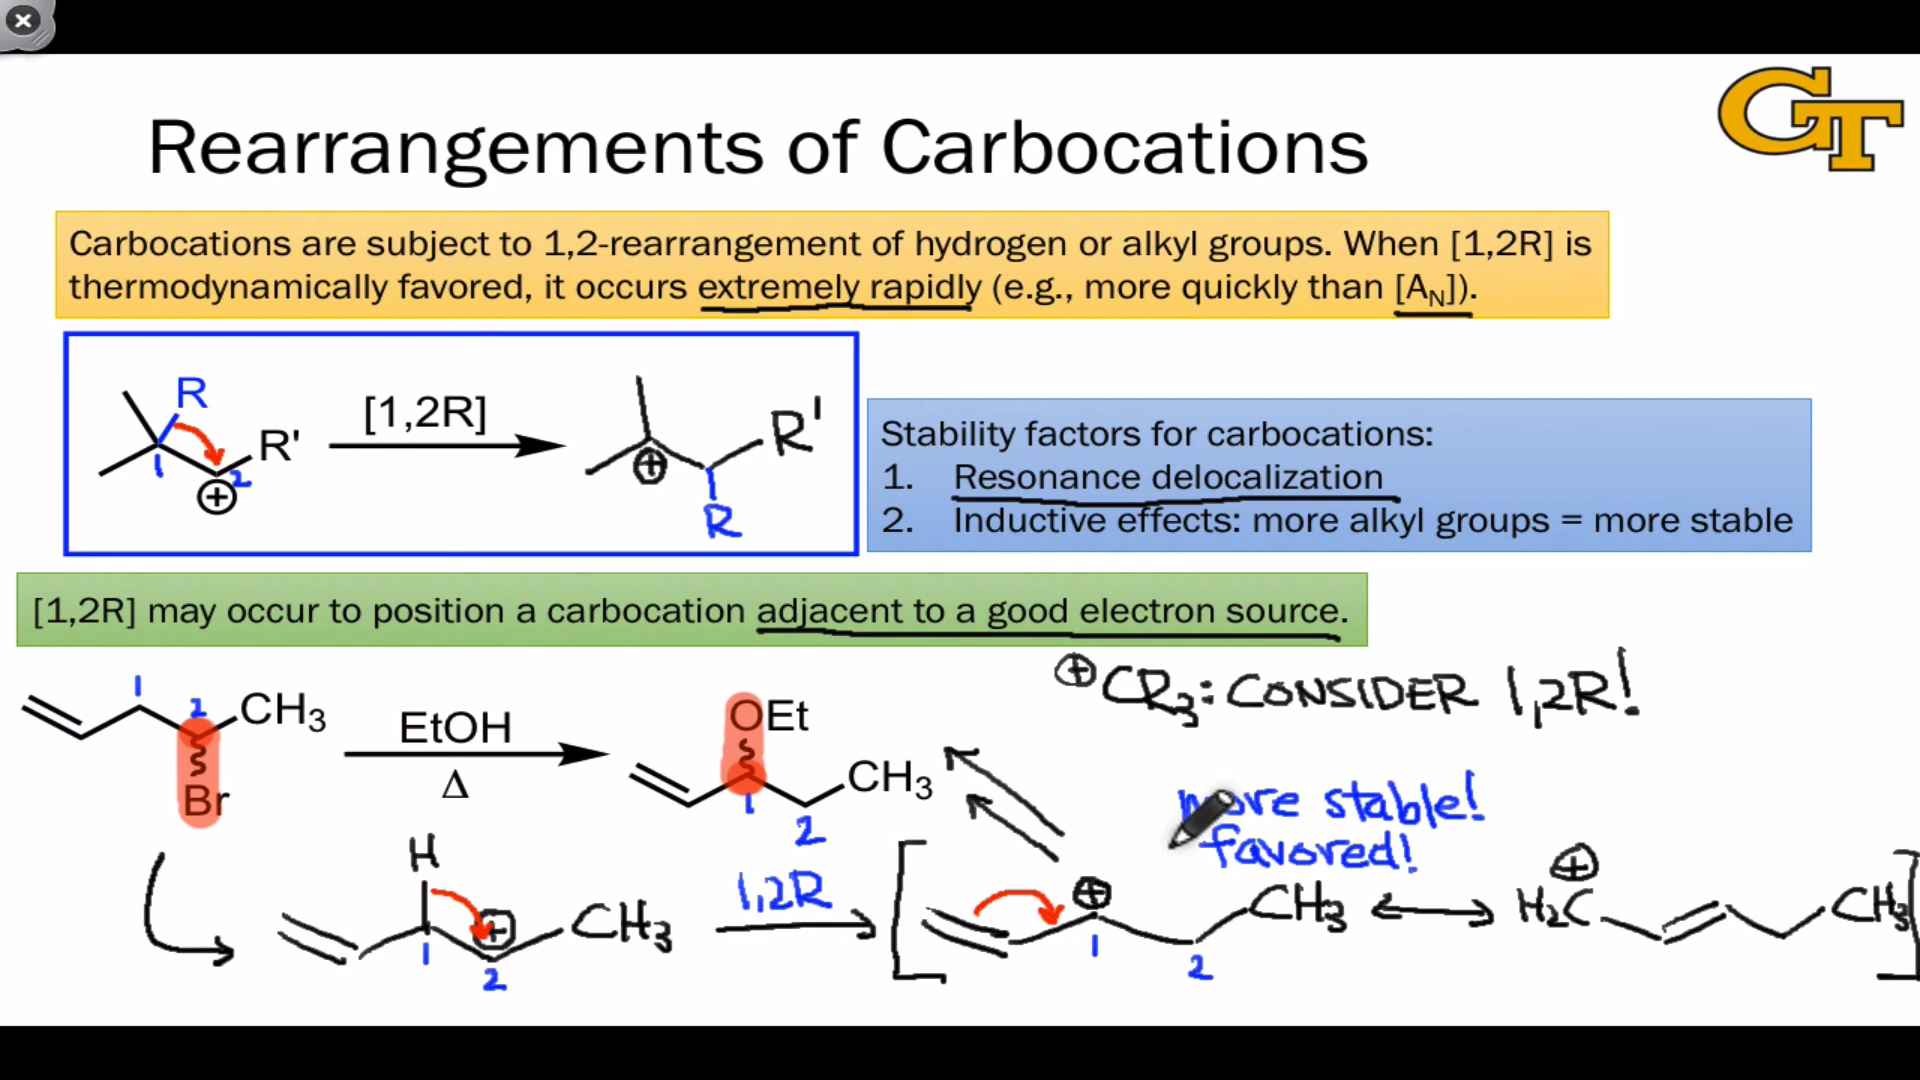 GT
Rearrangements of Carbocations
Carbocations are subject to 1,2-rearrangement of hydrogen or alkyl groups. When [1,2R] is
thermodynamically favored, it occurs extremely rapidly (e.g., more quickly than [A_N]).
R
R'
1
2
⊕
[1,2R]
R'
⊕
R
Stability factors for carbocations:
1. Resonance delocalization
2. Inductive effects: more alkyl groups = more stable
[1,2R] may occur to position a carbocation adjacent to a good electron source.
⊕CR₃: CONSIDER 1,2R!
1
2
CH₃
Br
EtOH
Δ
OEt
CH₃
1
2
more stable!
favored!
H
⊕
CH₃
1
2
1,2R
⊕
CH₃
1
2
⊕
H₂C
CH₃